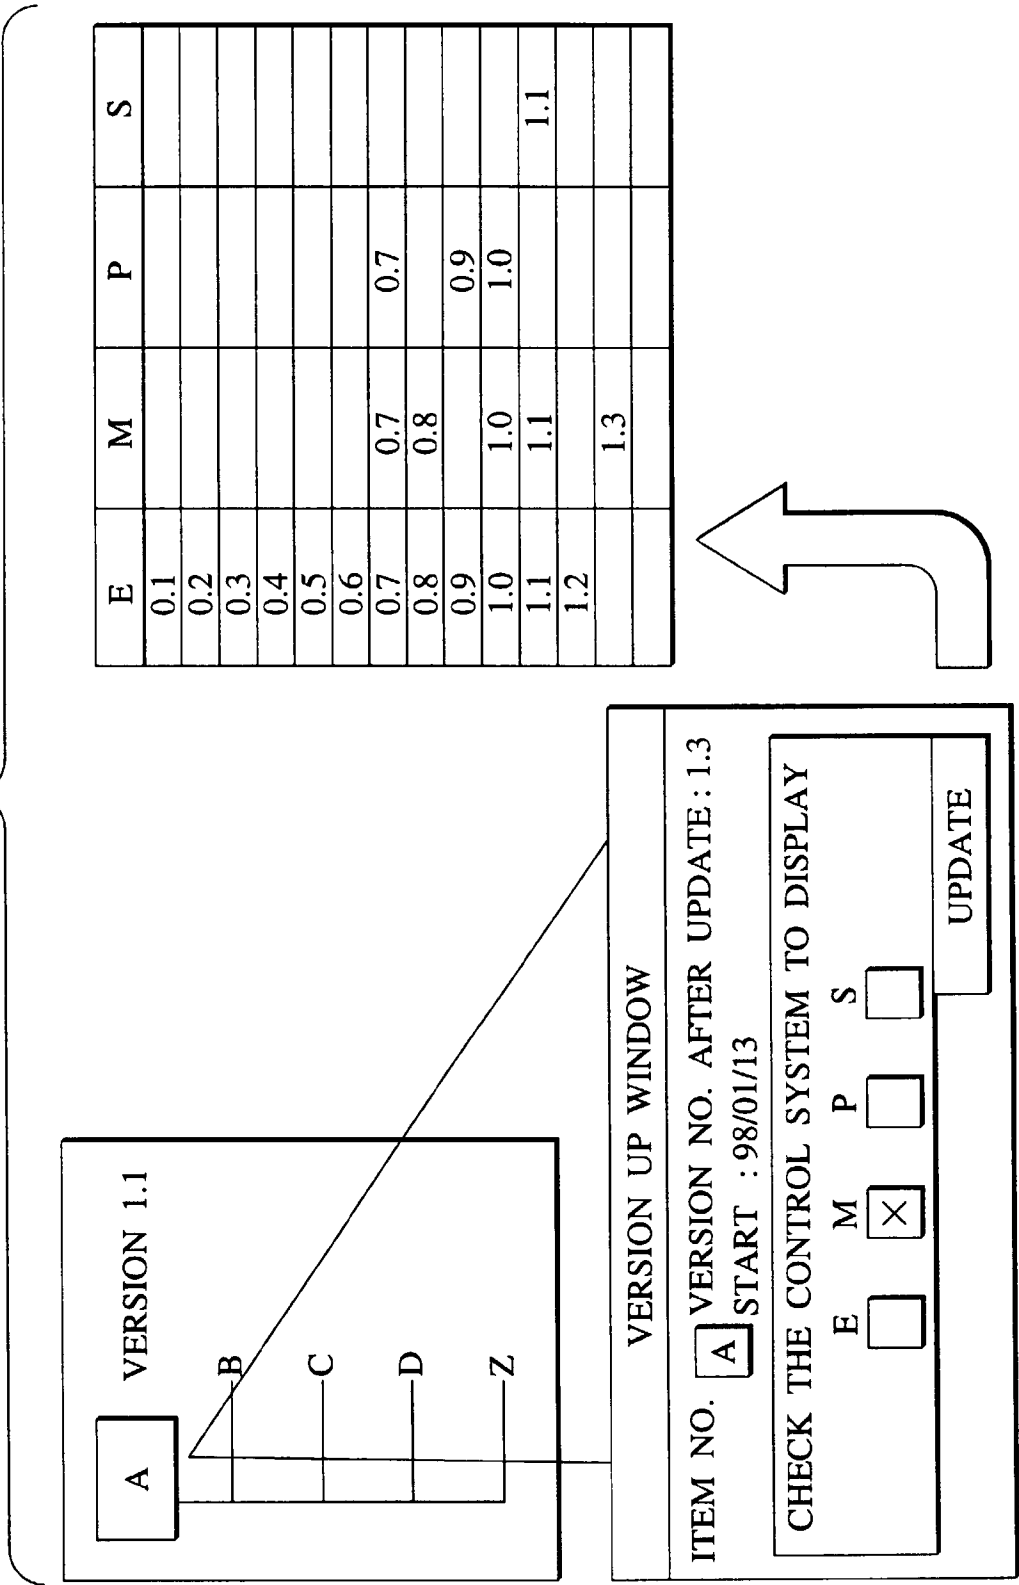 A VERSION 1.1
B
C
D
Z
VERSION UP WINDOW
ITEM NO. A VERSION NO. AFTER UPDATE : 1.3
START : 98/01/13
CHECK THE CONTROL SYSTEM TO DISPLAY
E M P S
×
UPDATE
E M P S
0.1
0.2
0.3
0.4
0.5
0.6
0.7 0.7 0.7
0.8 0.8
0.9 0.9
1.0 1.0 1.0
1.1 1.1 1.1
1.2
1.3